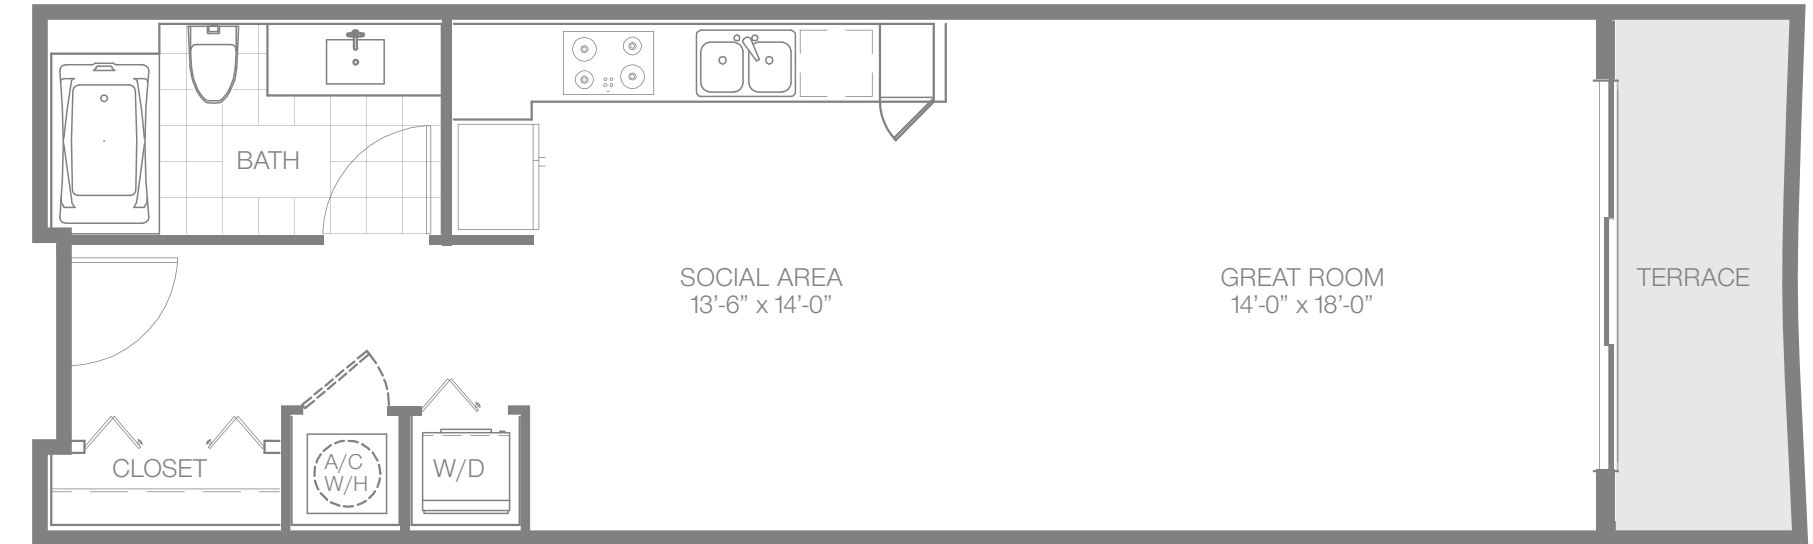 BATH
SOCIAL AREA
13’-6” x 14’-0”
GREAT ROOM
14’-0” x 18’-0”
TERRACE
CLOSET
A/C
W/H
W/D